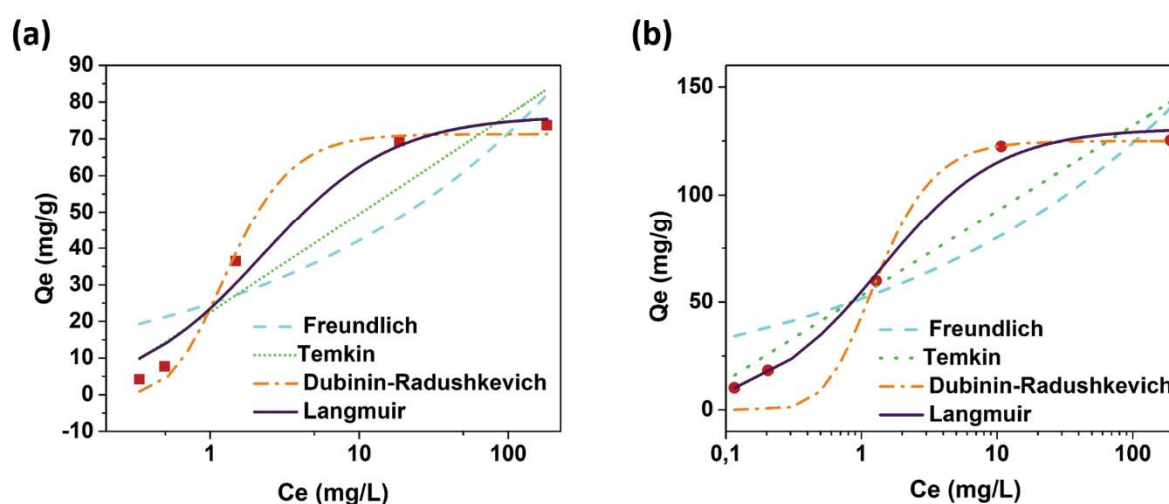 (a)
90
80
70
60
50
40
30
20
10
0
-10
Qe (mg/g)
Freundlich
Temkin
Dubinin-Radushkevich
Langmuir
1
10
100
Ce (mg/L)
(b)
150
100
50
0
Qe (mg/g)
Freundlich
Temkin
Dubinin-Radushkevich
Langmuir
0,1
1
10
100
Ce (mg/L)